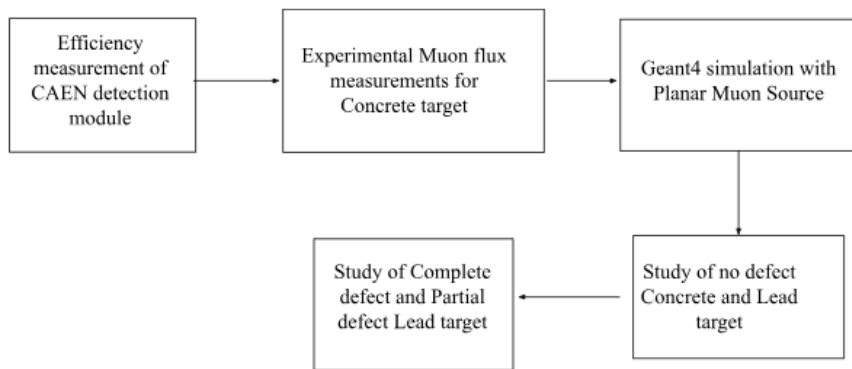 Efficiency
measurement of
CAEN detection
module
Experimental Muon flux
measurements for
Concrete target
Geant4 simulation with
Planar Muon Source
Study of no defect
Concrete and Lead
target
Study of Complete
defect and Partial
defect Lead target